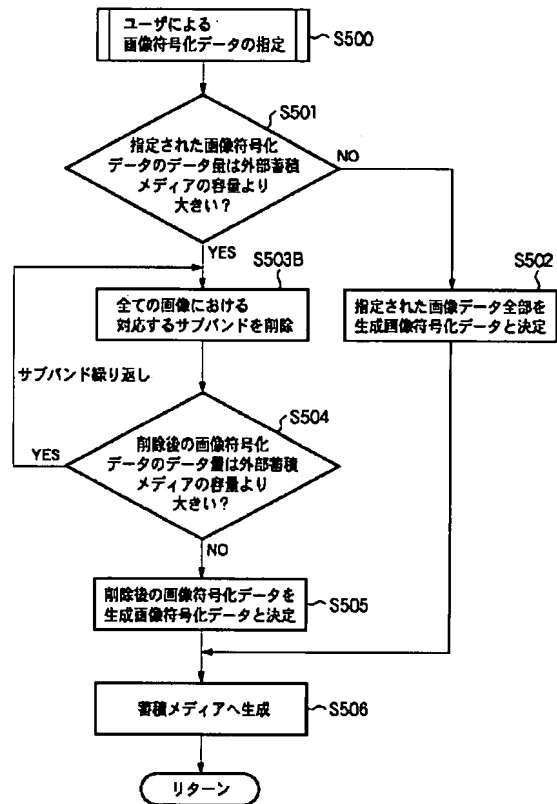 ユーザによる
画像符号化データの指定
S500
S501
指定された画像符号化
データのデータ量は外部蓄積
メディアの容量より
大きい?
NO
YES
S503B
S502
全ての画像における
対応するサブバンドを削除
指定された画像データ全部を
生成画像符号化データと決定
サブバンド繰り返し
S504
YES
削除後の画像符号化
データのデータ量は外部蓄積
メディアの容量より
大きい?
NO
削除後の画像符号化データを
生成画像符号化データと決定
S505
蓄積メディアへ生成
S506
リターン